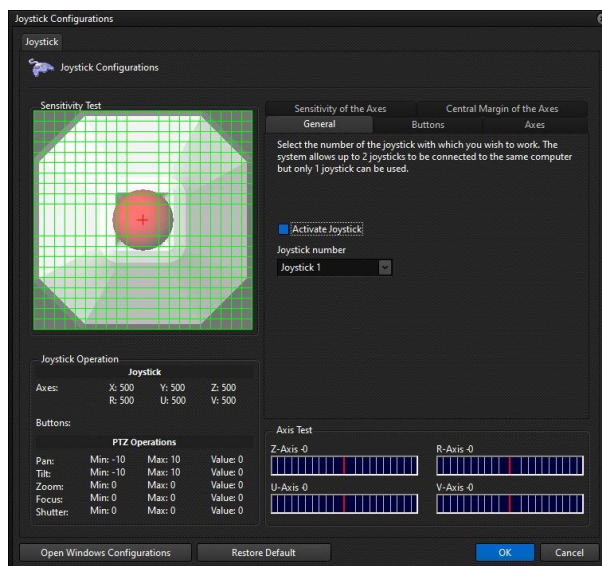 Joystick Configurations
Joystick
Joystick Configurations
Sensitivity Test
Sensitivity of the Axes Central Margin of the Axes
General Buttons Axes
Select the number of the joystick with which you wish to work. The
system allows up to 2 joysticks to be connected to the same computer
but only 1 joystick can be used.
Activate Joystick
Joystick number
Joystick 1
Joystick Operation
Joystick
Axes: X: 500 Y: 500 Z: 500
R: 500 U: 500 V: 500
Buttons:
PTZ Operations
Pan: Min: -10 Max: 10 Value: 0
Tilt: Min: -10 Max: 10 Value: 0
Zoom: Min: 0 Max: 0 Value: 0
Focus: Min: 0 Max: 0 Value: 0
Shutter: Min: 0 Max: 0 Value: 0
Axis Test
Z-Axis -0 R-Axis -0
U-Axis -0 V-Axis -0
Open Windows Configurations Restore Default OK Cancel